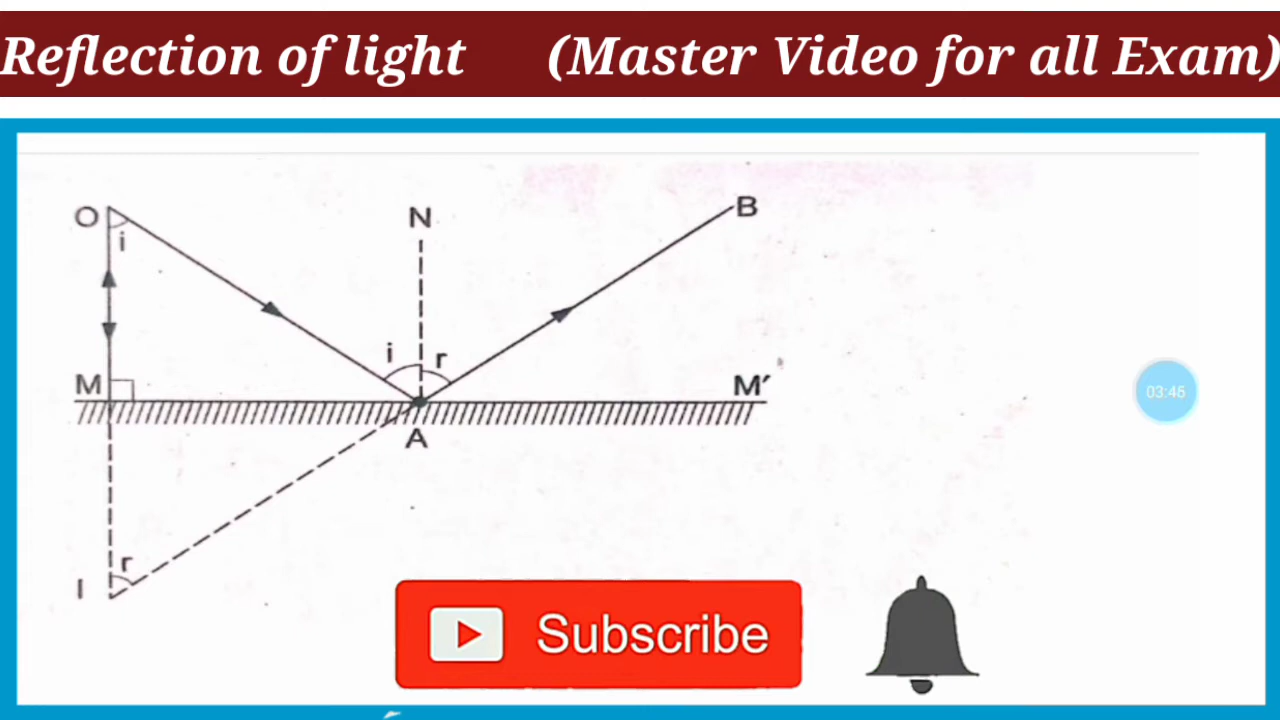 Reflection of light (Master Video for all Exam)
O N B
i
i r
M M′
A
r
I
03:46
Subscribe